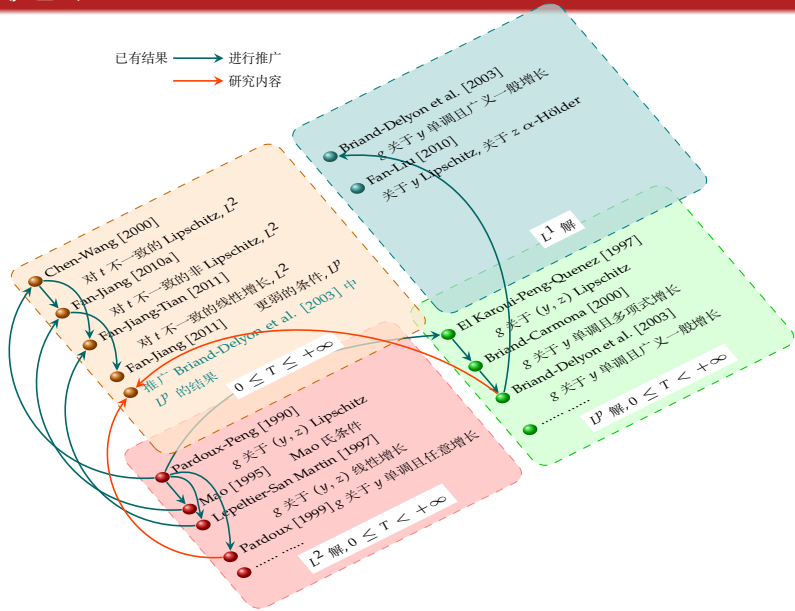 已有结果
进行推广
研究内容
Briand-Delyon et al. [2003]
g 关于 y 单调且广义一般增长
Fan-Liu [2010]
关于 y Lipschitz, 关于 z α-Hölder
L¹ 解
Chen-Wang [2000]
对 t 不一致的 Lipschitz, L²
Fan-Jiang [2010a]
对 t 不一致的非 Lipschitz, L²
Fan-Jiang-Tian [2011]
对 t 不一致的线性增长, L²
Fan-Jiang [2011] 更弱的条件, Lᵖ
推广 Briand-Delyon et al. [2003] 中
Lᵖ 的结果
0 ≤ T ≤ +∞
El Karoui-Peng-Quenez [1997]
g 关于 (y, z) Lipschitz
Briand-Carmona [2000]
g 关于 y 单调且多项式增长
Briand-Delyon et al. [2003]
g 关于 y 单调且广义一般增长
…… ……
Lᵖ 解, 0 ≤ T < +∞
Pardoux-Peng [1990]
g 关于 (y, z) Lipschitz
Mao [1995] Mao 氏条件
Lepeltier-San Martin [1997]
g 关于 (y, z) 线性增长
Pardoux [1999] g 关于 y 单调且任意增长
…… ……
L² 解, 0 ≤ T < +∞